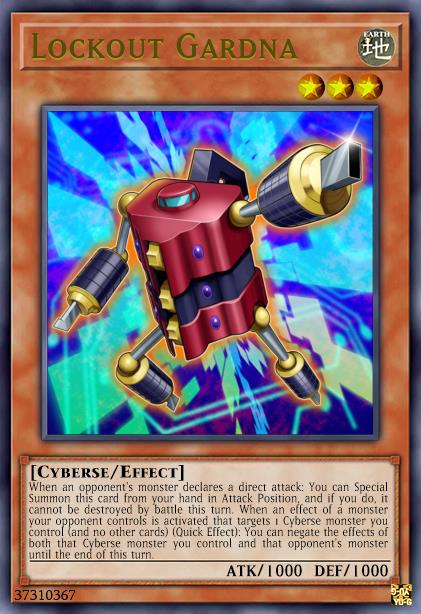 LOCKOUT GARDNA
EARTH
地
[CYBERSE/EFFECT]
When an opponent's monster declares a direct attack: You can Special
Summon this card from your hand in Attack Position, and if you do, it
cannot be destroyed by battle this turn. When an effect of a monster
your opponent controls is activated that targets 1 Cyberse monster you
control (and no other cards) (Quick Effect): You can negate the effects of
both that Cyberse monster you control and that opponent's monster
until the end of this turn.
ATK/1000 DEF/1000
37310367